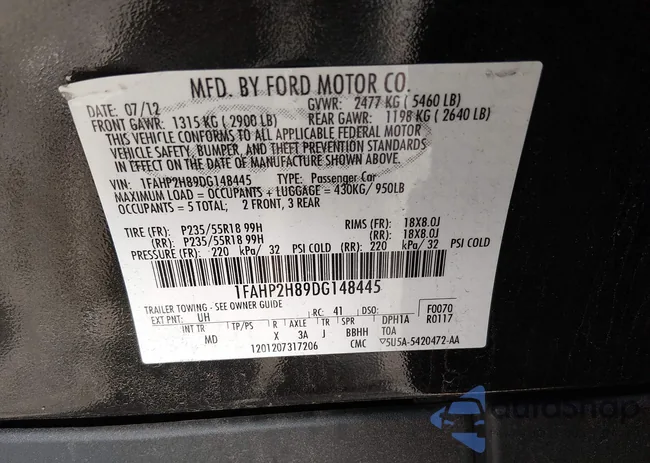 MFD. BY FORD MOTOR CO.
DATE: 07/12 GVWR: 2477 KG (5460 LB)
FRONT GAWR: 1315 KG (2900 LB) REAR GAWR: 1198 KG (2640 LB)
THIS VEHICLE CONFORMS TO ALL APPLICABLE FEDERAL MOTOR
VEHICLE SAFETY, BUMPER, AND THEFT PREVENTION STANDARDS
IN EFFECT ON THE DATE OF MANUFACTURE SHOWN ABOVE.
VIN: 1FAHP2H89DG148445 TYPE: Passenger Car
MAXIMUM LOAD = OCCUPANTS + LUGGAGE = 430KG/ 950LB
OCCUPANTS = 5 TOTAL; 2 FRONT, 3 REAR
TIRE (FR): P235/55R18 99H RIMS (FR): 18X8.0J
(RR): P235/55R18 99H (RR): 18X8.0J
PRESSURE (FR): 220 kPa/ 32 PSI COLD (RR): 220 kPa/ 32 PSI COLD
1FAHP2H89DG148445
TRAILER TOWING - SEE OWNER GUIDE
EXT PNT: UH RC: 41 DSO: F0070
R0117
INT TR TP/PS R AXLE TR SPR DPH1A
MD X 3A J BBHH TOA
1201207317206 CMC 5U5A-5420472-AA
autoShop